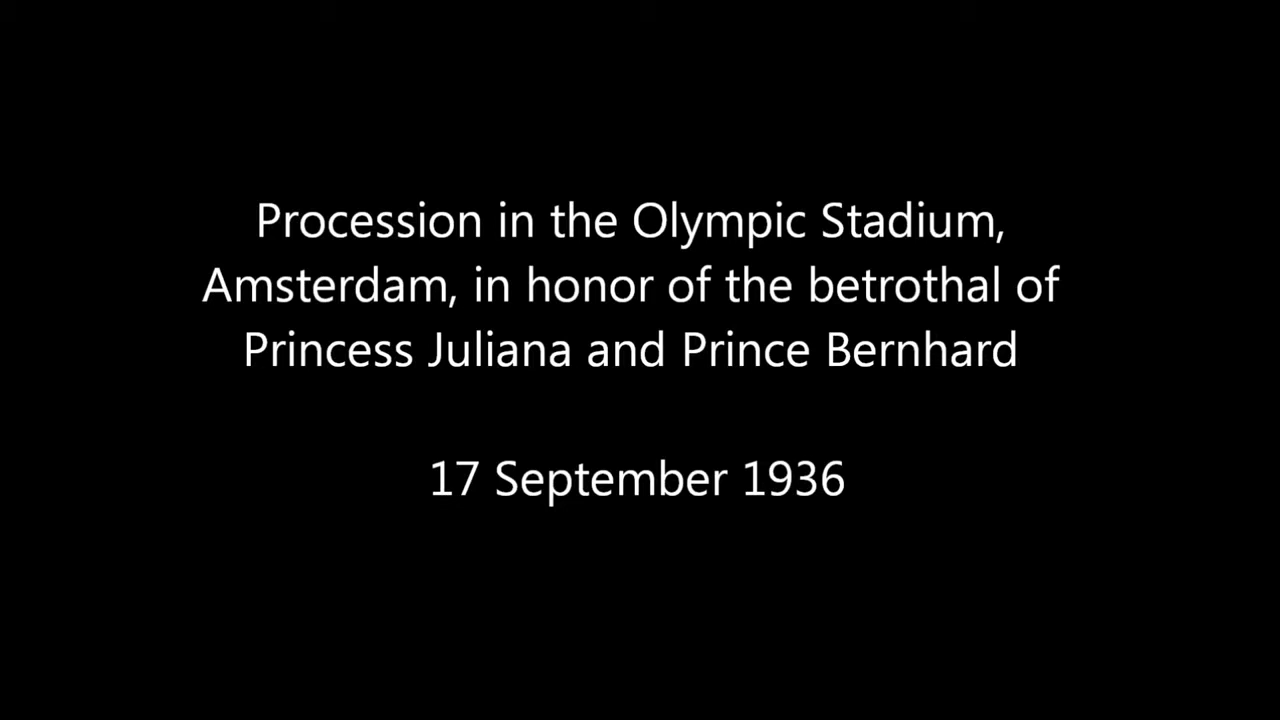 Procession in the Olympic Stadium,
Amsterdam, in honor of the betrothal of
Princess Juliana and Prince Bernhard
17 September 1936